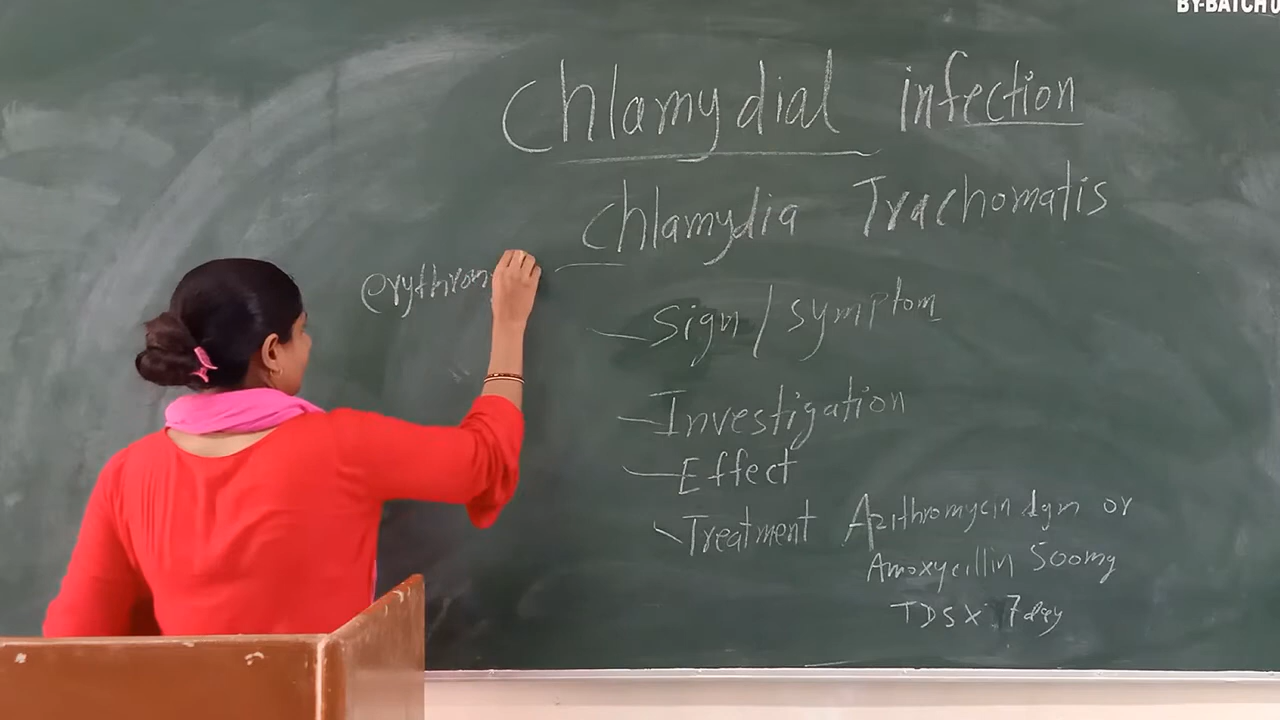 BY-BATCH
Chlamydial infection
Chlamydia Trachomatis
erythrom
Sign / symptom
Investigation
Effect
Treatment Azithromycin 1gm or
Amoxycillin 500mg
TDS X 7 day